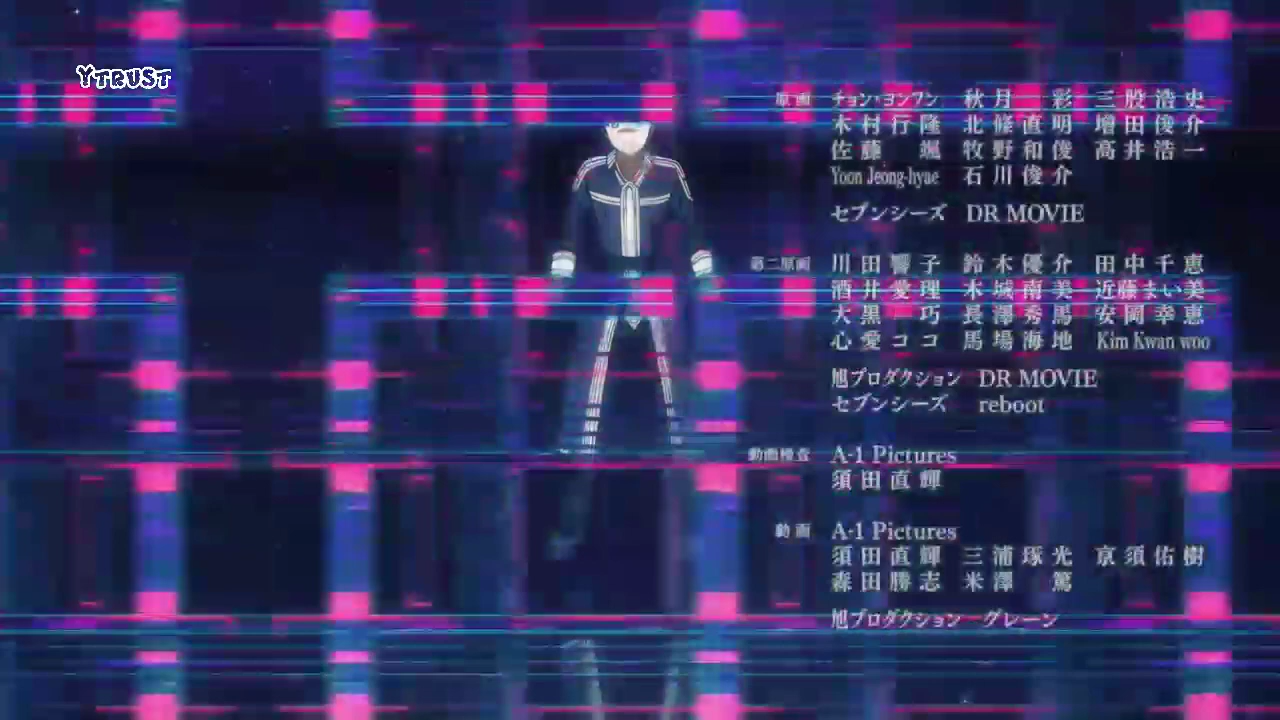 YTRUST
原画 チョン・ヨンフン 秋月 彩 三股浩史
木村行隆 北條直明 增田俊介
佐藤 颯 牧野和俊 高井浩一
Yoon Jeong-hyae 石川俊介
セブンシーズ DR MOVIE
第二原画 川田響子 鈴木優介 田中千恵
酒井愛理 木城南美 近藤まい美
大黒 巧 長澤秀馬 安岡幸恵
心愛ココ 馬場海地 Kim Kwan woo
旭プロダクション DR MOVIE
セブンシーズ reboot
動画検査 A-1 Pictures
須田直輝
動画 A-1 Pictures
須田直輝 三浦琢光 京須佑樹
森田勝志 米澤 篤
旭プロダクション グレーン